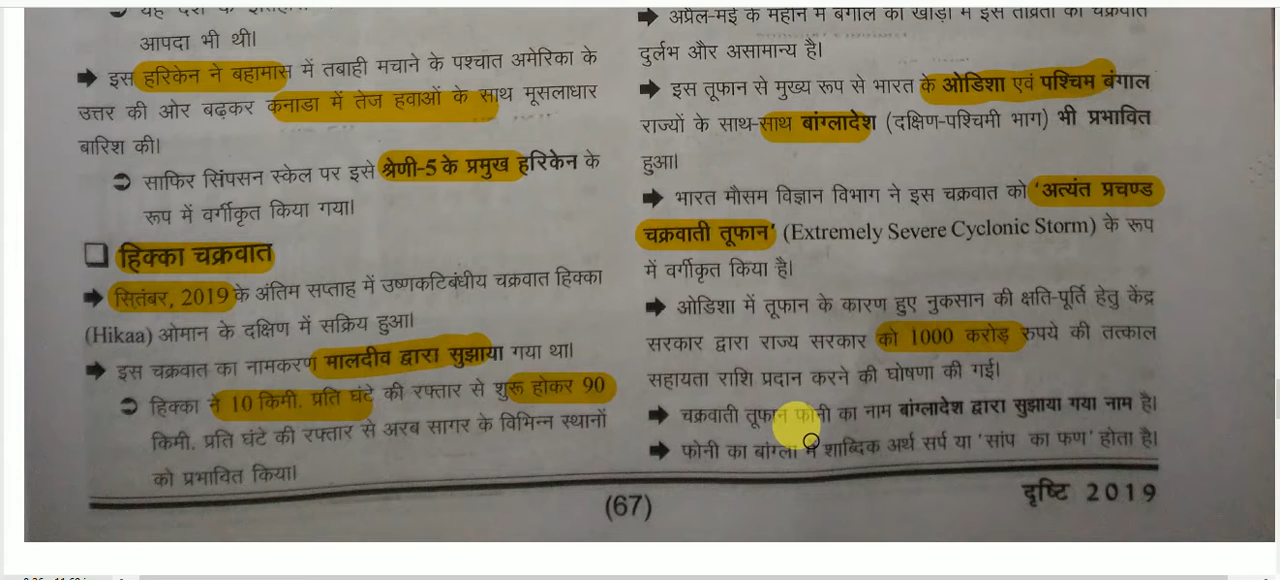 आपदा भी थी।
➡ इस हरिकेन ने बहामास में तबाही मचाने के पश्चात अमेरिका के
उत्तर की ओर बढ़कर कनाडा में तेज हवाओं के साथ मूसलाधार
बारिश की।
➲ साफिर सिंपसन स्केल पर इसे श्रेणी-5 के प्रमुख हरिकेन के
रूप में वर्गीकृत किया गया।
❑ हिक्का चक्रवात
➡ सितंबर, 2019 के अंतिम सप्ताह में उष्णकटिबंधीय चक्रवात हिक्का
(Hikaa) ओमान के दक्षिण में सक्रिय हुआ।
➡ इस चक्रवात का नामकरण मालदीव द्वारा सुझाया गया था।
➲ हिक्का ने 10 किमी. प्रति घंटे की रफ्तार से शुरू होकर 90
किमी. प्रति घंटे की रफ्तार से अरब सागर के विभिन्न स्थानों
को प्रभावित किया।
➡ अप्रैल-मई के महीने में बंगाल की खाड़ी में इस तीव्रता का चक्रवात
दुर्लभ और असामान्य है।
➡ इस तूफान से मुख्य रूप से भारत के ओडिशा एवं पश्चिम बंगाल
राज्यों के साथ-साथ बांग्लादेश (दक्षिण-पश्चिमी भाग) भी प्रभावित
हुआ।
➡ भारत मौसम विज्ञान विभाग ने इस चक्रवात को 'अत्यंत प्रचण्ड
चक्रवाती तूफान' (Extremely Severe Cyclonic Storm) के रूप
में वर्गीकृत किया है।
➡ ओडिशा में तूफान के कारण हुए नुकसान की क्षति-पूर्ति हेतु केंद्र
सरकार द्वारा राज्य सरकार को 1000 करोड़ रुपये की तत्काल
सहायता राशि प्रदान करने की घोषणा की गई।
➡ चक्रवाती तूफान फोनी का नाम बांग्लादेश द्वारा सुझाया गया नाम है।
➡ फोनी का बांग्ला में शाब्दिक अर्थ सर्प या 'सांप का फण' होता है।
(67)
दृष्टि 2019